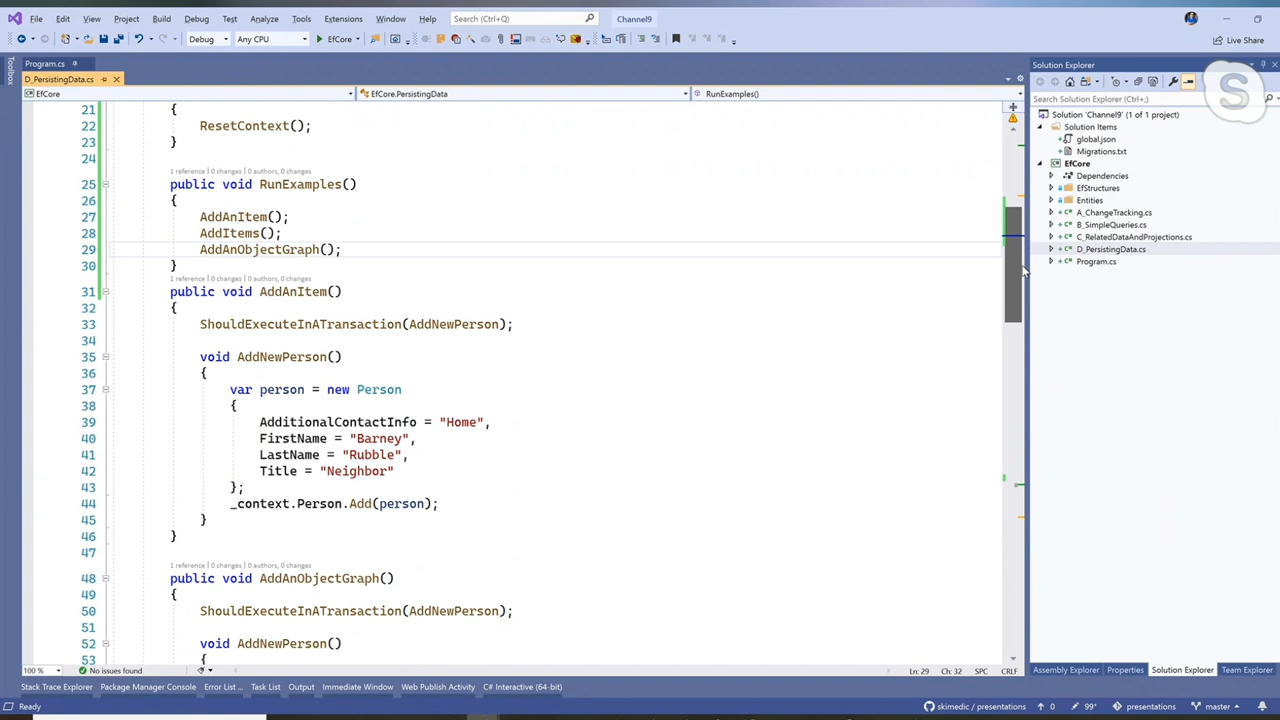 File Edit View Project Build Debug Test Analyze Tools Extensions Window Help Search (Ctrl+Q) Channel9
Debug Any CPU EfCore Live Share
Toolbox
Program.cs
D_PersistingData.cs
EfCore EfCore.PersistingData RunExamples()
21 {
22 ResetContext();
23 }
24
1 reference | 0 changes | 0 authors, 0 changes
25 public void RunExamples()
26 {
27 AddAnItem();
28 AddItems();
29 AddAnObjectGraph();
30 }
1 reference | 0 changes | 0 authors, 0 changes
31 public void AddAnItem()
32 {
33 ShouldExecuteInATransaction(AddNewPerson);
34
35 void AddNewPerson()
36 {
37 var person = new Person
38 {
39 AdditionalContactInfo = "Home",
40 FirstName = "Barney",
41 LastName = "Rubble",
42 Title = "Neighbor"
43 };
44 _context.Person.Add(person);
45 }
46 }
47
1 reference | 0 changes | 0 authors, 0 changes
48 public void AddAnObjectGraph()
49 {
50 ShouldExecuteInATransaction(AddNewPerson);
51
52 void AddNewPerson()
53 {
100 % No issues found Ln: 29 Ch: 32 SPC CRLF
Solution Explorer
Search Solution Explorer (Ctrl+;)
Solution 'Channel9' (1 of 1 project)
Solution Items
global.json
Migrations.txt
EfCore
Dependencies
EfStructures
Entities
A_ChangeTracking.cs
B_SimpleQueries.cs
C_RelatedDataAndProjections.cs
D_PersistingData.cs
Program.cs
S
Assembly Explorer Properties Solution Explorer Team Explorer
Stack Trace Explorer Package Manager Console Error List ... Task List Output Immediate Window Web Publish Activity C# Interactive (64-bit)
Ready skimedic / presentations 0 99+ presentations master